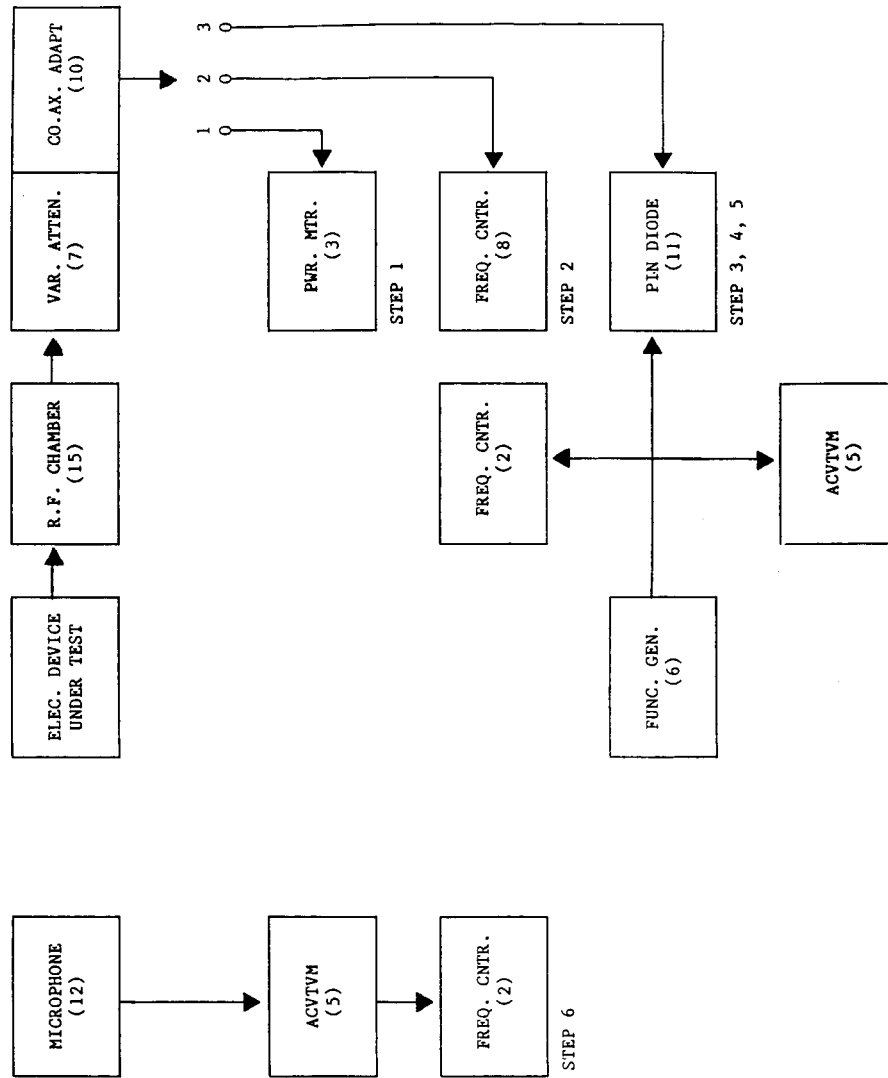 MICROPHONE
(12)
ELEC. DEVICE
UNDER TEST
R.F. CHAMBER
(15)
VAR. ATTEN.
(7)
CO.AX. ADAPT
(10)
1 2 3
ACVTVM
(5)
PWR. MTR.
(3)
STEP 1
FREQ. CNTR.
(2)
STEP 6
FREQ. CNTR.
(2)
FREQ. CNTR.
(8)
STEP 2
FUNC. GEN.
(6)
PIN DIODE
(11)
STEP 3, 4, 5
ACVTVM
(5)